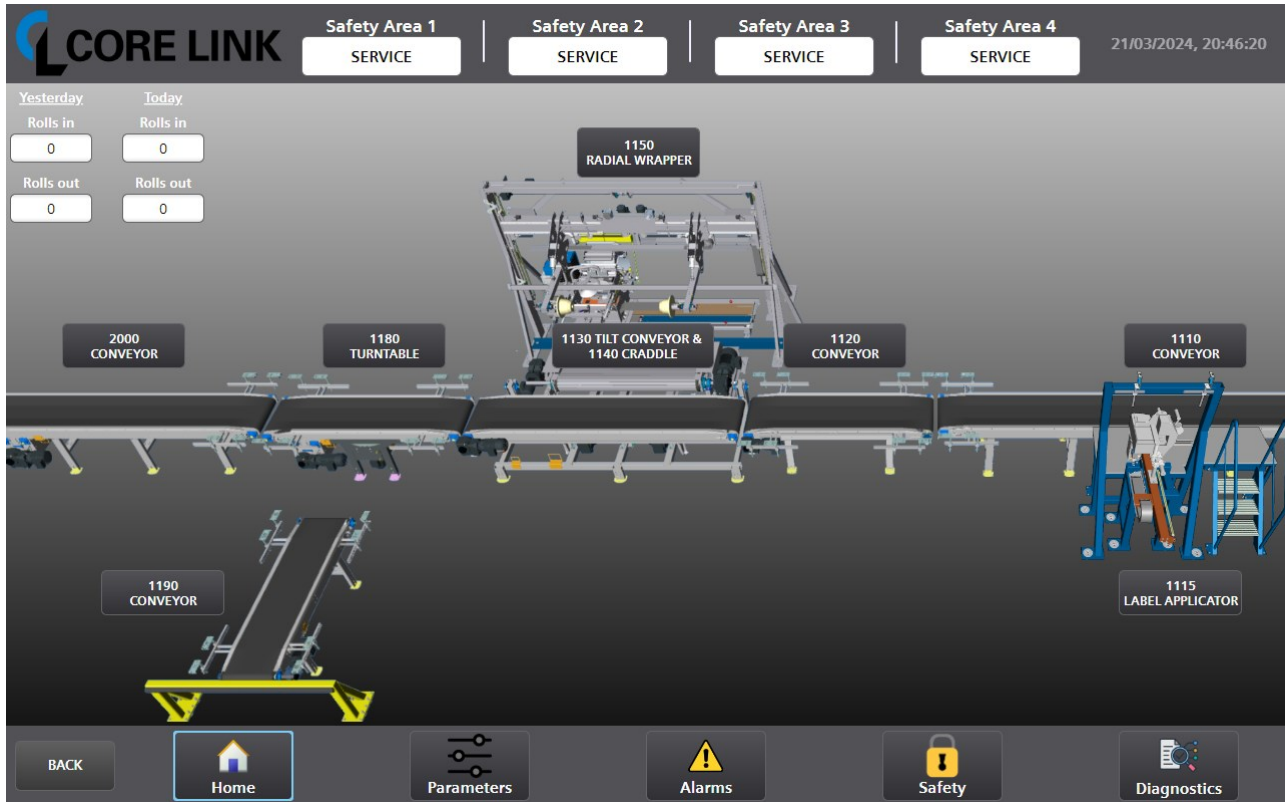 CORE LINK
Safety Area 1
SERVICE
Safety Area 2
SERVICE
Safety Area 3
SERVICE
Safety Area 4
SERVICE
21/03/2024, 20:46:20
Yesterday
Today
Rolls in
Rolls in
0
0
Rolls out
Rolls out
0
0
1150
RADIAL WRAPPER
2000
CONVEYOR
1180
TURNTABLE
1130 TILT CONVEYOR &
1140 CRADDLE
1120
CONVEYOR
1110
CONVEYOR
1190
CONVEYOR
1115
LABEL APPLICATOR
BACK
Home
Parameters
Alarms
Safety
Diagnostics